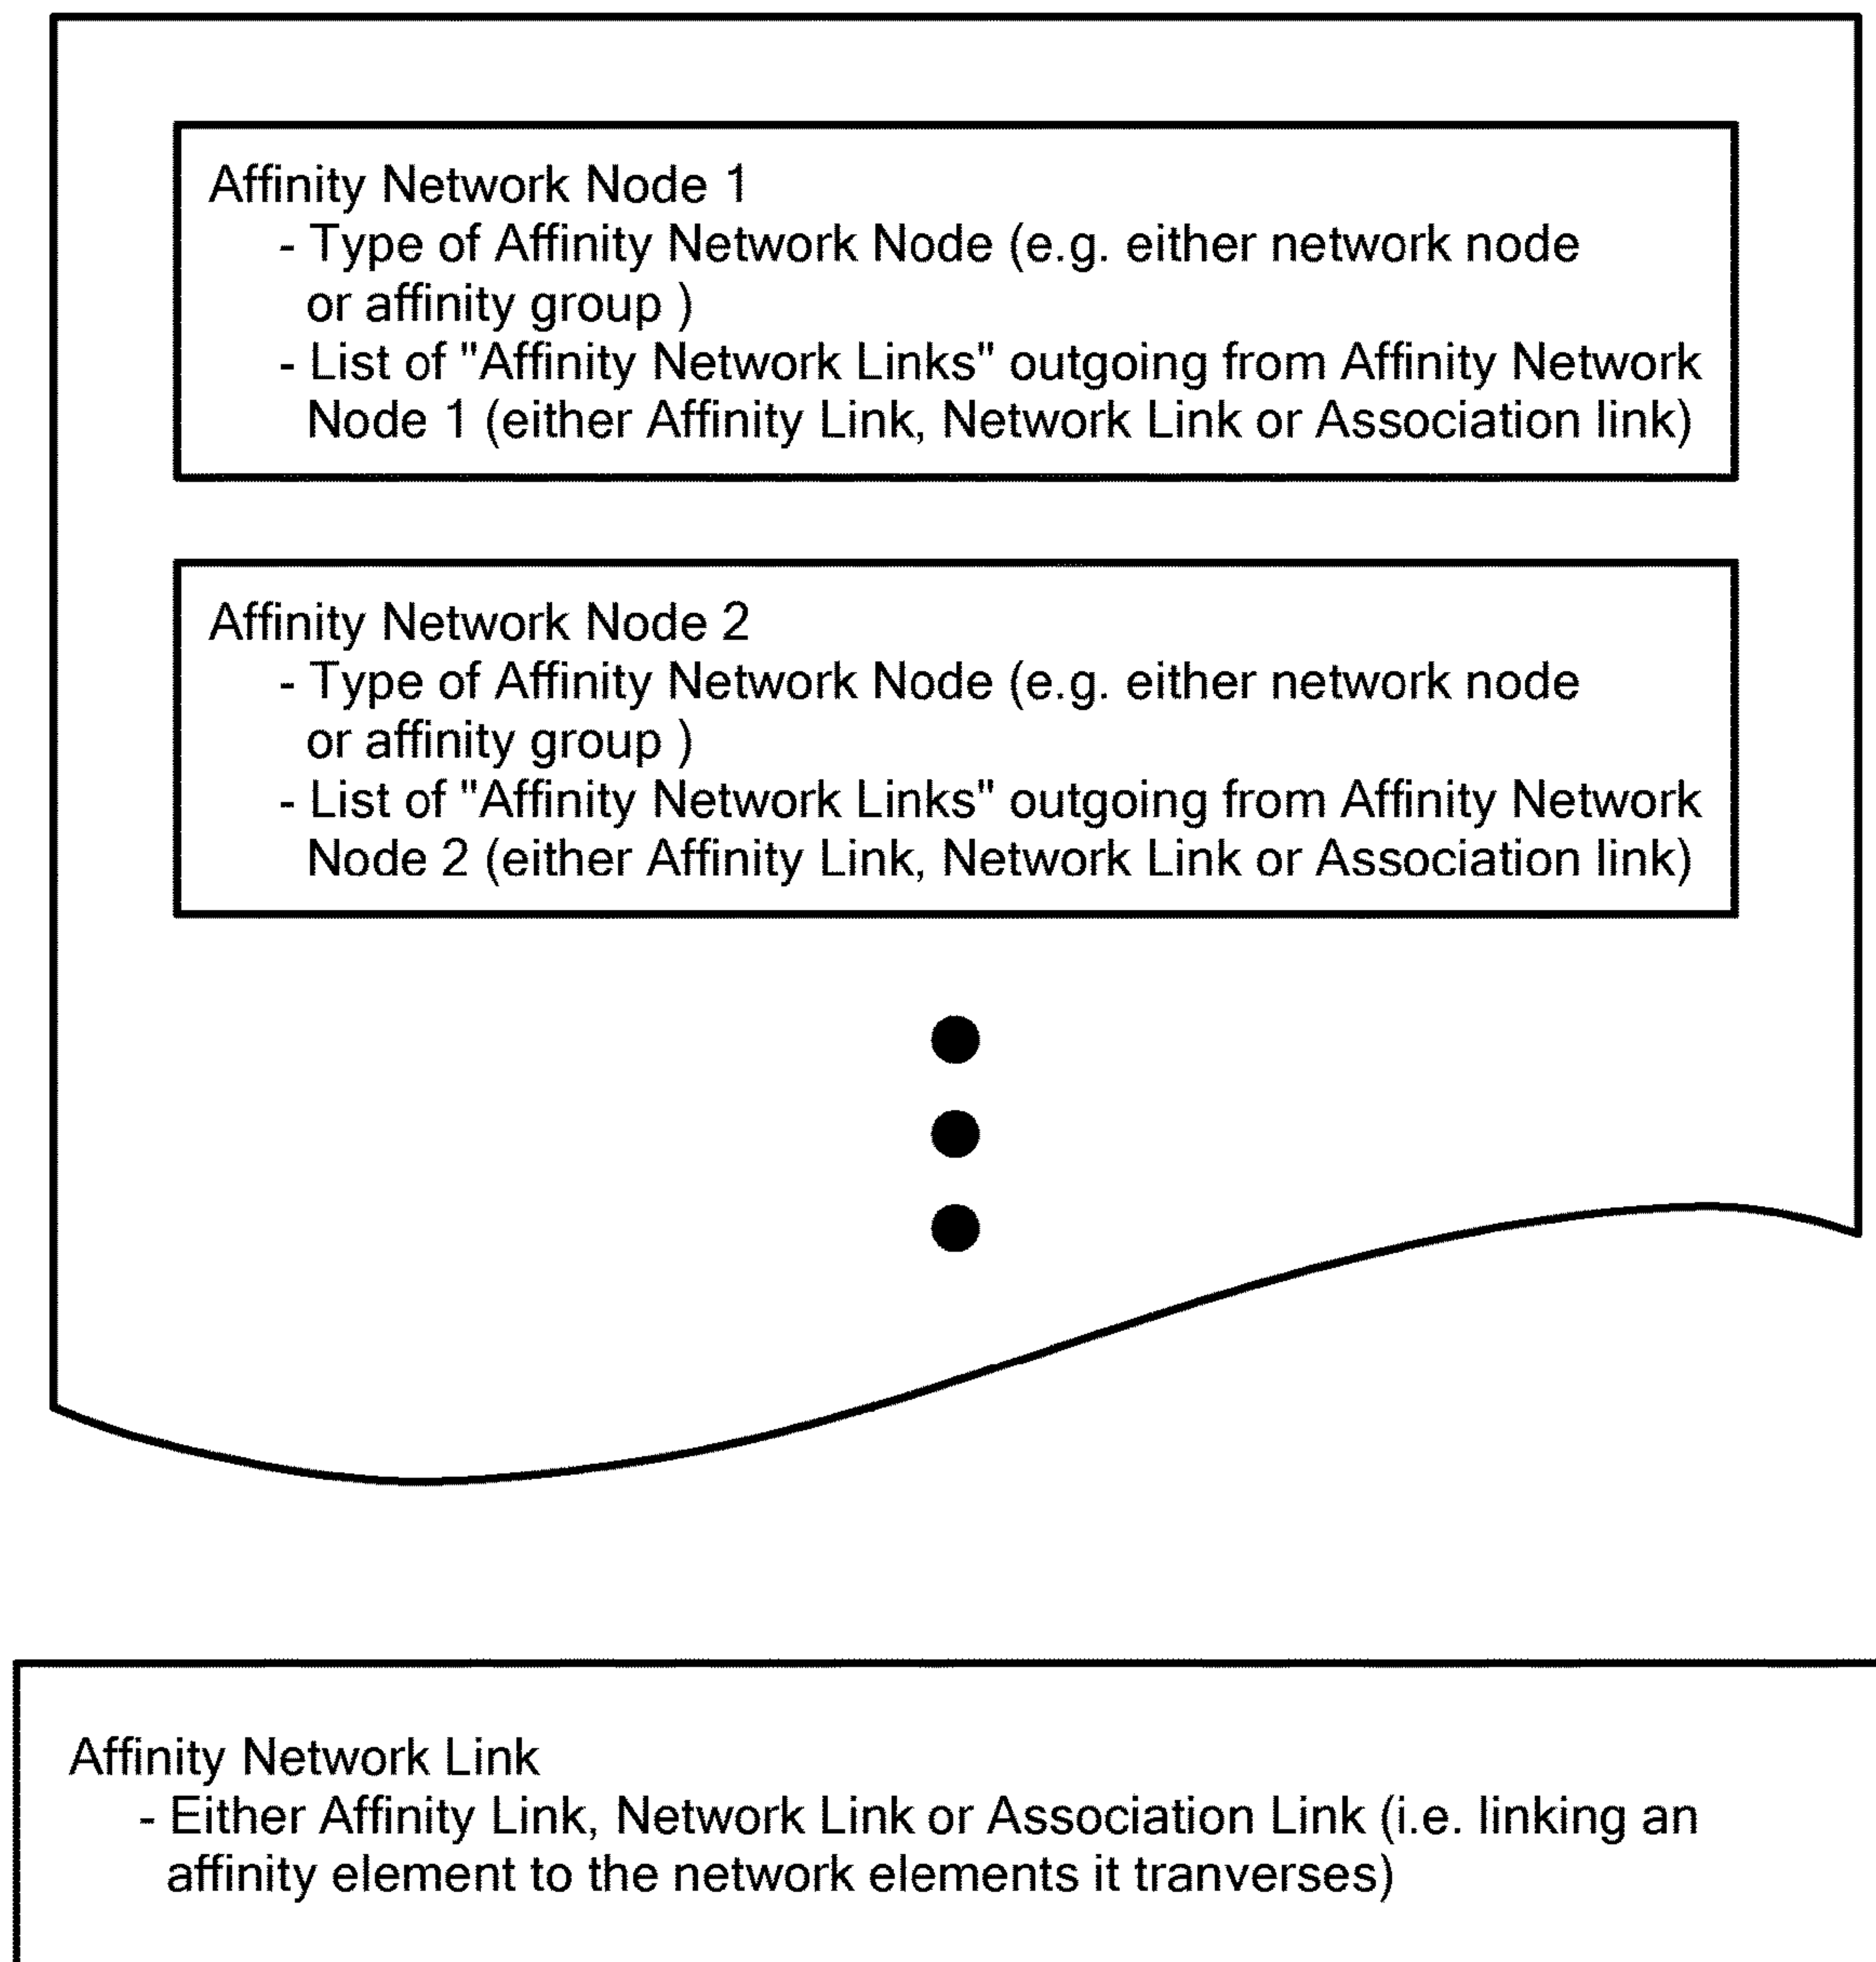 Affinity Network Node 1
- Type of Affinity Network Node (e.g. either network node
or affinity group )
- List of "Affinity Network Links" outgoing from Affinity Network
Node 1 (either Affinity Link, Network Link or Association link)
Affinity Network Node 2
- Type of Affinity Network Node (e.g. either network node
or affinity group )
- List of "Affinity Network Links" outgoing from Affinity Network
Node 2 (either Affinity Link, Network Link or Association link)
Affinity Network Link
- Either Affinity Link, Network Link or Association Link (i.e. linking an
affinity element to the network elements it tranverses)